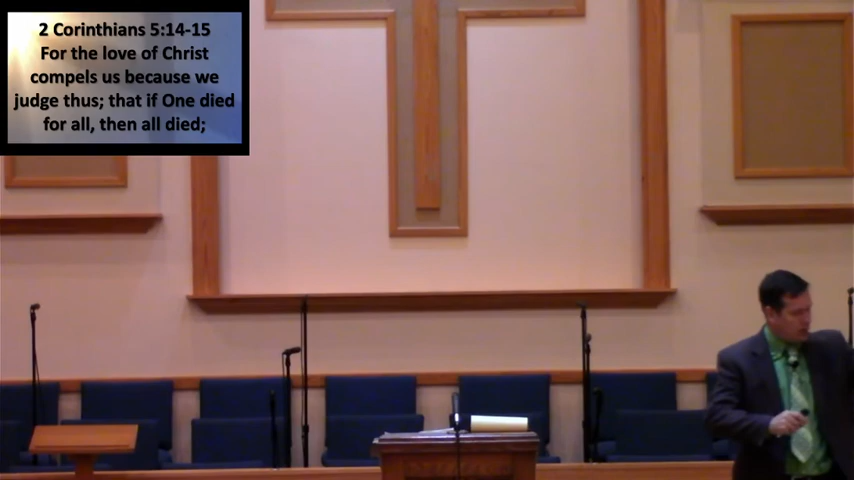 2 Corinthians 5:14-15
For the love of Christ
compels us because we
judge thus; that if One died
for all, then all died;